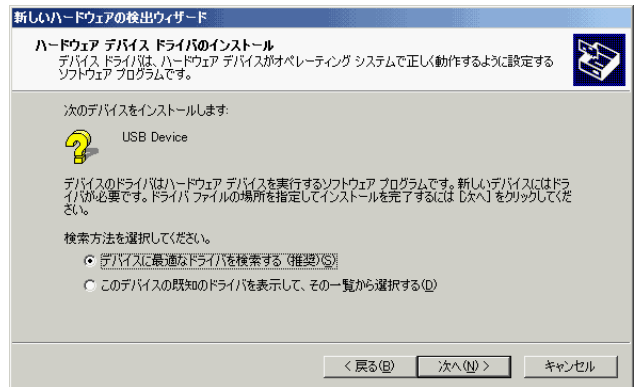 新しいハードウェアの検出ウィザード
ハードウェア デバイス ドライバのインストール
デバイス ドライバは、ハードウェア デバイスがオペレーティング システムで正しく動作するように設定する
ソフトウェア プログラムです。
次のデバイスをインストールします:
USB Device
デバイスのドライバはハードウェア デバイスを実行するソフトウェア プログラムです。新しいデバイスにはドラ
イバが必要です。ドライバ ファイルの場所を指定してインストールを完了するには [次へ] をクリックしてくだ
さい。
検索方法を選択してください。
デバイスに最適なドライバを検索する (推奨)(S)
このデバイスの既知のドライバを表示して、その一覧から選択する(D)
< 戻る(B) 次へ(N) > キャンセル